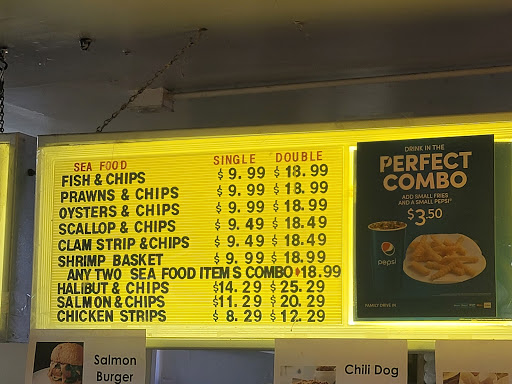 SEA FOOD SINGLE DOUBLE
FISH & CHIPS $ 9.99 $ 18.99
PRAWNS & CHIPS $ 9.99 $ 18.99
OYSTERS & CHIPS $ 9.99 $ 18.99
SCALLOP & CHIPS $ 9.49 $ 18.49
CLAM STRIP &CHIPS $ 9.49 $ 18.49
SHRIMP BASKET $ 9.99 $ 18.99
ANY TWO SEA FOOD ITEMS COMBO $18.99
HALIBUT & CHIPS $14.29 $ 25.29
SALMON & CHIPS $11.29 $ 20.29
CHICKEN STRIPS $ 8.29 $ 12.29
DRINK IN THE
PERFECT
COMBO
ADD SMALL FRIES
AND A SMALL PEPSI®
$3.50
pepsi
FAMILY DRIVE IN
Salmon
Burger
Chili Dog